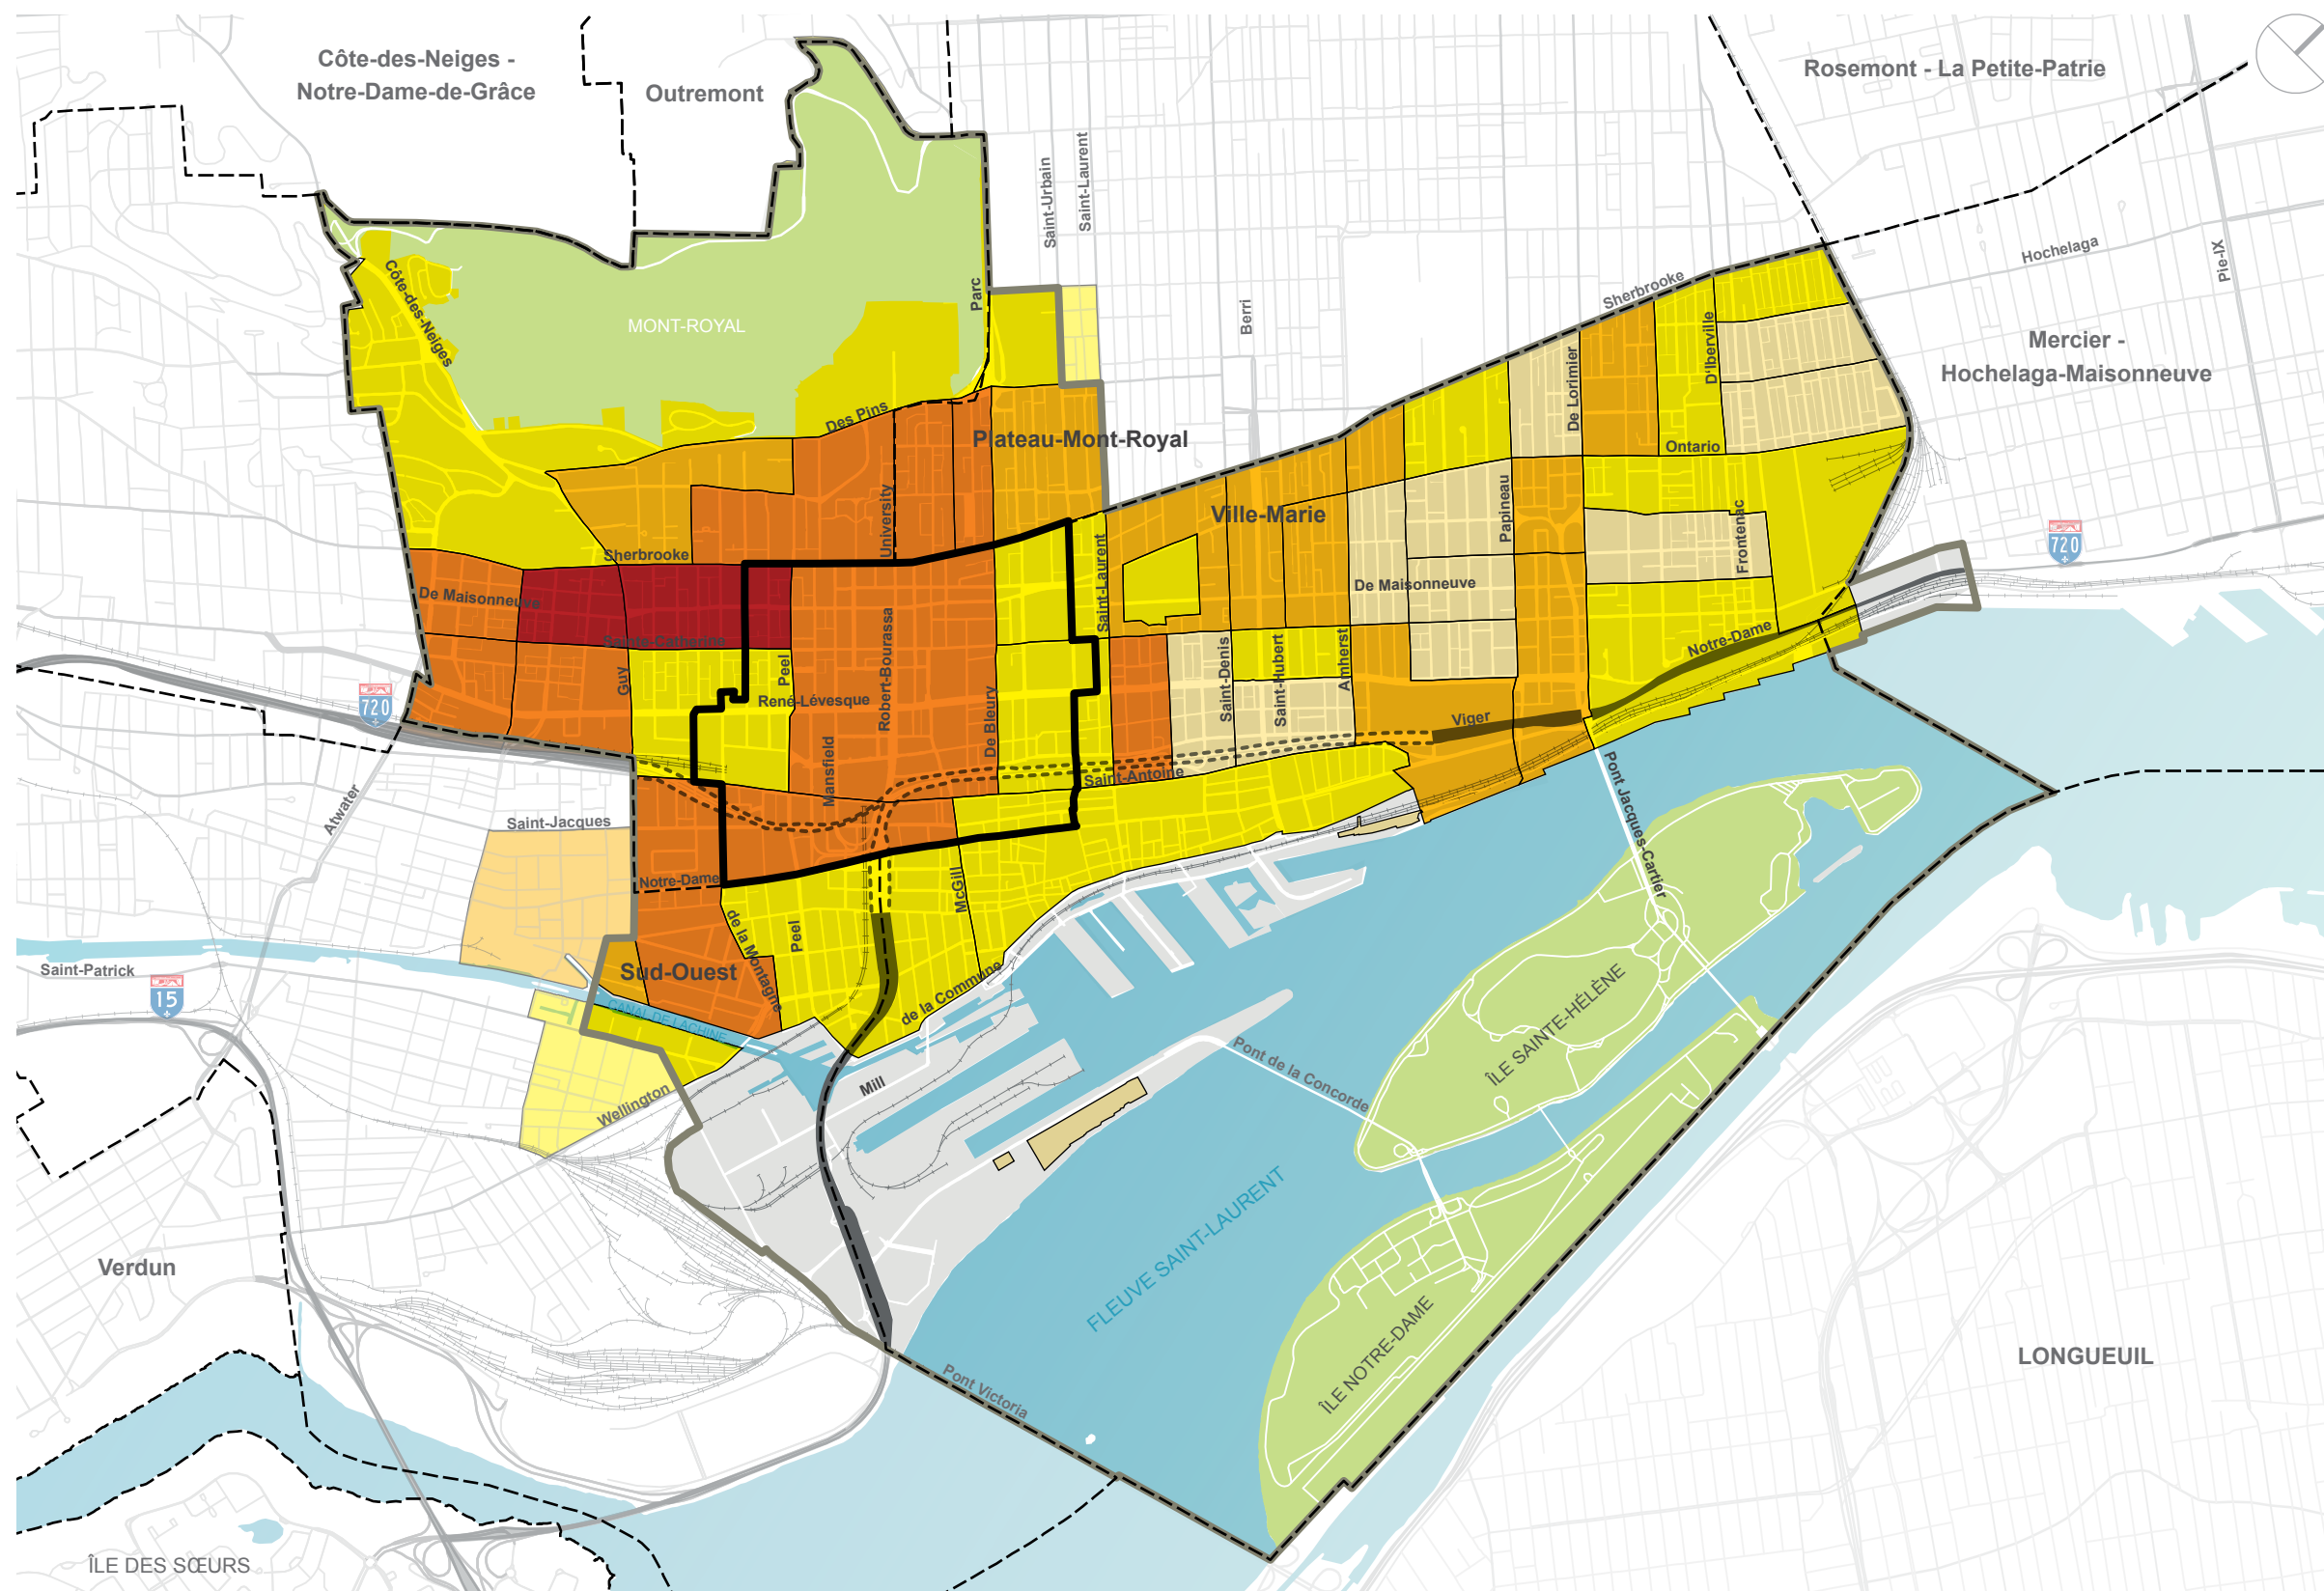 Côte-des-Neiges -
Notre-Dame-de-Grâce
Outremont
Rosemont - La Petite-Patrie
Saint-Urbain
Saint-Laurent
Hochelaga
Pie-IX
Côte-des-Neiges
MONT-ROYAL
Parc
Berri
Sherbrooke
D'Iberville
De Lorimier
Mercier -
Hochelaga-Maisonneuve
Des Pins
Plateau-Mont-Royal
Ontario
University
Ville-Marie
Papineau
Frontenac
720
Sherbrooke
Saint-Laurent
De Maisonneuve
De Maisonneuve
Sainte-Catherine
Robert-Bourassa
Notre-Dame
Guy
Peel
Saint-Denis
Saint-Hubert
Amherst
720
René-Lévesque
De Bleury
Viger
Mansfield
Saint-Antoine
Pont Jacques-Cartier
Atwater
Saint-Jacques
Notre-Dame
McGill
de la Montagne
Peel
Saint-Patrick
15
Sud-Ouest
de la Commune
CANAL DE LACHINE
ÎLE SAINTE-HÉLÈNE
Mill
Pont de la Concorde
Wellington
FLEUVE SAINT-LAURENT
Verdun
ÎLE NOTRE-DAME
LONGUEUIL
Pont Victoria
ÎLE DES SŒURS